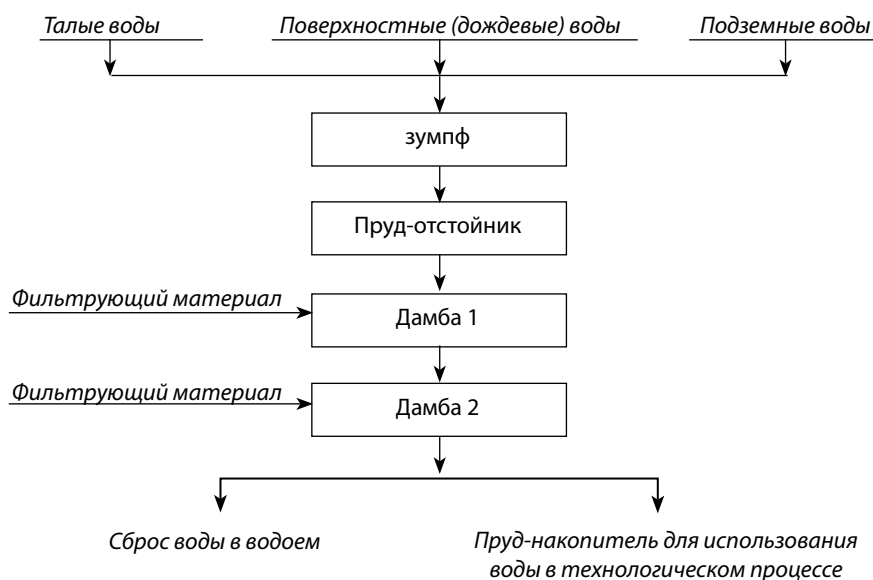 Талые воды
Поверхностные (дождевые) воды
Подземные воды
зумпф
Пруд-отстойник
Фильтрующий материал
Дамба 1
Фильтрующий материал
Дамба 2
Сброс воды в водоем
Пруд-накопитель для использования
воды в технологическом процессе